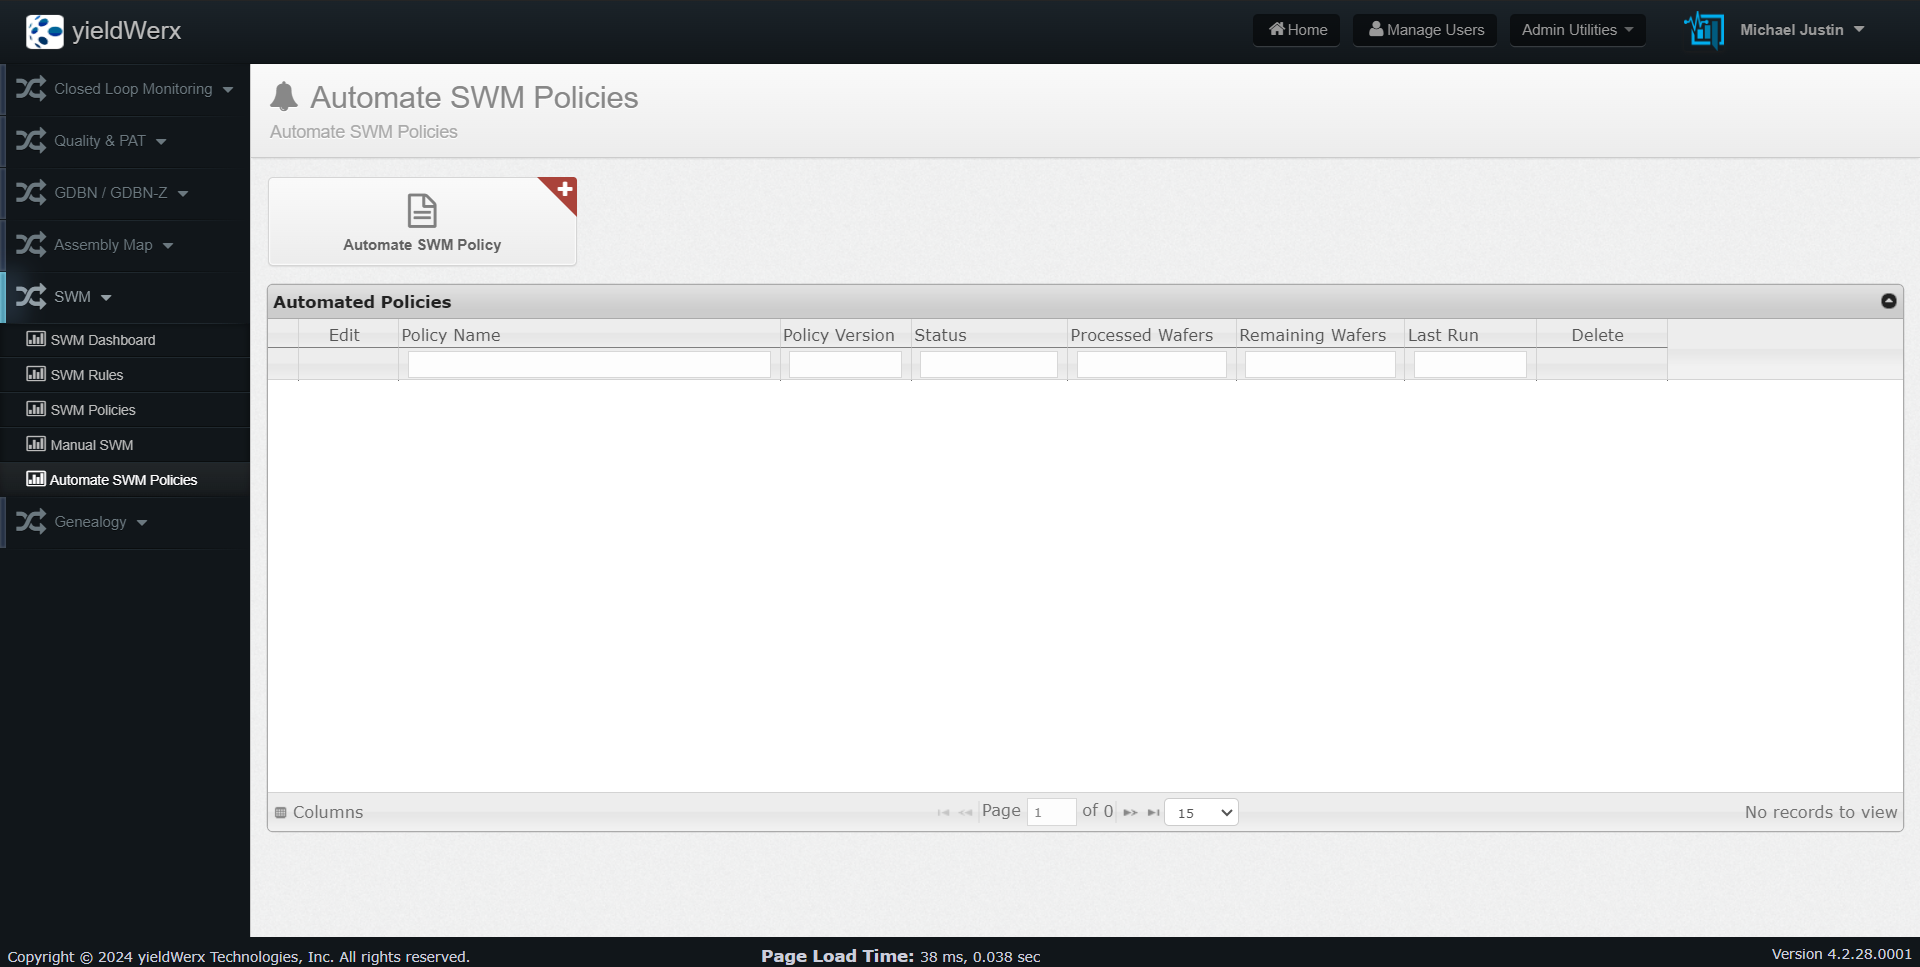 yieldWerx
Home
Manage Users
Admin Utilities
Michael Justin
Closed Loop Monitoring
Quality & PAT
GDBN / GDBN-Z
Assembly Map
SWM
SWM Dashboard
SWM Rules
SWM Policies
Manual SWM
Automate SWM Policies
Genealogy
Automate SWM Policies
Automate SWM Policies
Automate SWM Policy
Automated Policies
Edit Policy Name Policy Version Status Processed Wafers Remaining Wafers Last Run Delete
Columns
Page 1 of 0 15
No records to view
Copyright © 2024 yieldWerx Technologies, Inc. All rights reserved.
Page Load Time: 38 ms, 0.038 sec
Version 4.2.28.0001